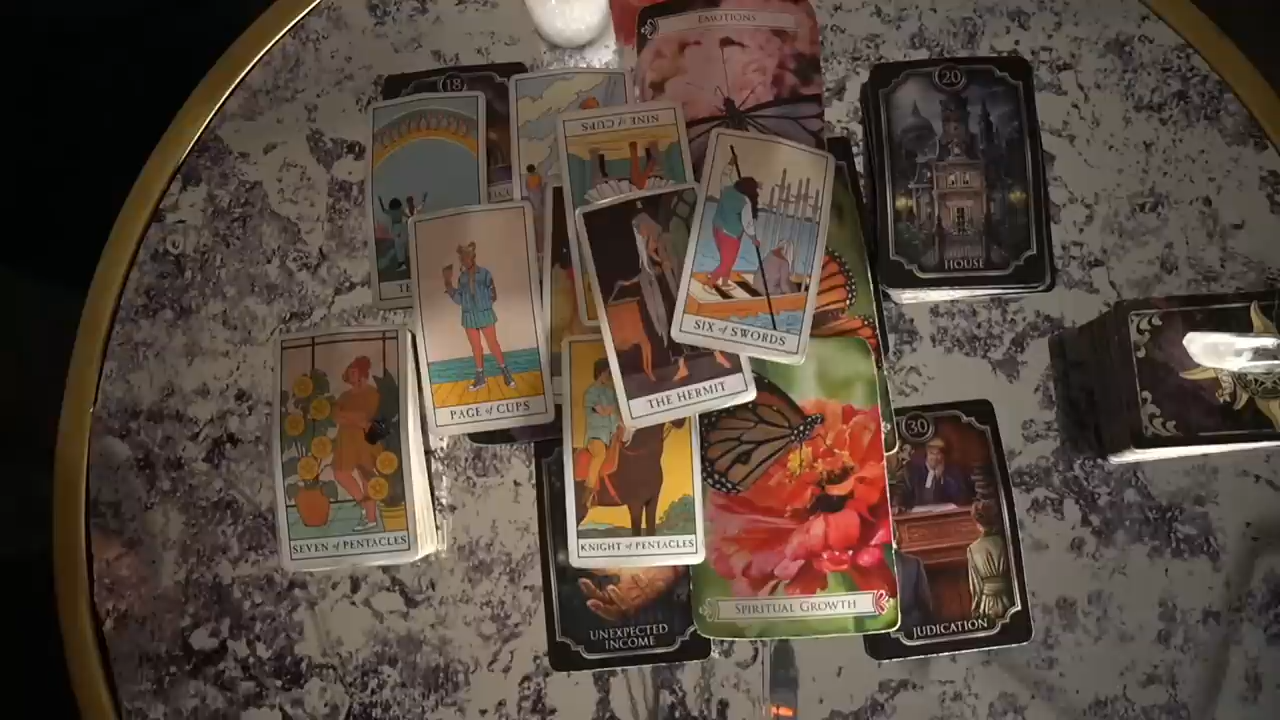 EMOTIONS
18
20
NINE of CUPS
HOUSE
SIX of SWORDS
THE HERMIT
PAGE of CUPS
30
SEVEN of PENTACLES
KNIGHT of PENTACLES
SPIRITUAL GROWTH
JUDICATION
UNEXPECTED
INCOME